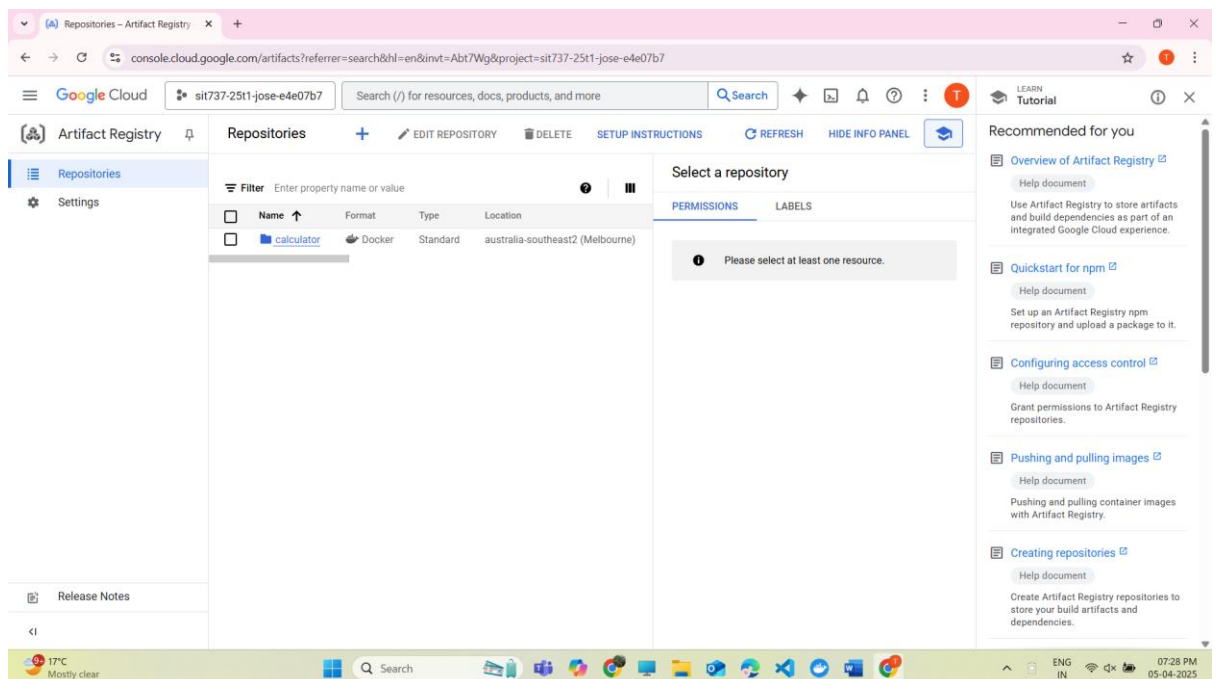 Repositories – Artifact Registry
console.cloud.google.com/artifacts?referrer=search&hl=en&invt=Abt7Wg&project=sit737-25t1-jose-e4e07b7
T
Google Cloud
sit737-25t1-jose-e4e07b7
Search (/) for resources, docs, products, and more
Search
T
LEARN
Tutorial
Artifact Registry
Repositories
EDIT REPOSITORY
DELETE
SETUP INSTRUCTIONS
REFRESH
HIDE INFO PANEL
Recommended for you
Repositories
Settings
Filter Enter property name or value
Name Format Type Location
calculator Docker Standard australia-southeast2 (Melbourne)
Select a repository
PERMISSIONS LABELS
Please select at least one resource.
Overview of Artifact Registry
Help document
Use Artifact Registry to store artifacts
and build dependencies as part of an
integrated Google Cloud experience.
Quickstart for npm
Help document
Set up an Artifact Registry npm
repository and upload a package to it.
Configuring access control
Help document
Grant permissions to Artifact Registry
repositories.
Pushing and pulling images
Help document
Pushing and pulling container images
with Artifact Registry.
Creating repositories
Help document
Create Artifact Registry repositories to
store your build artifacts and
dependencies.
Release Notes
9+
17°C
Mostly clear
Search
ENG
IN
07:28 PM
05-04-2025